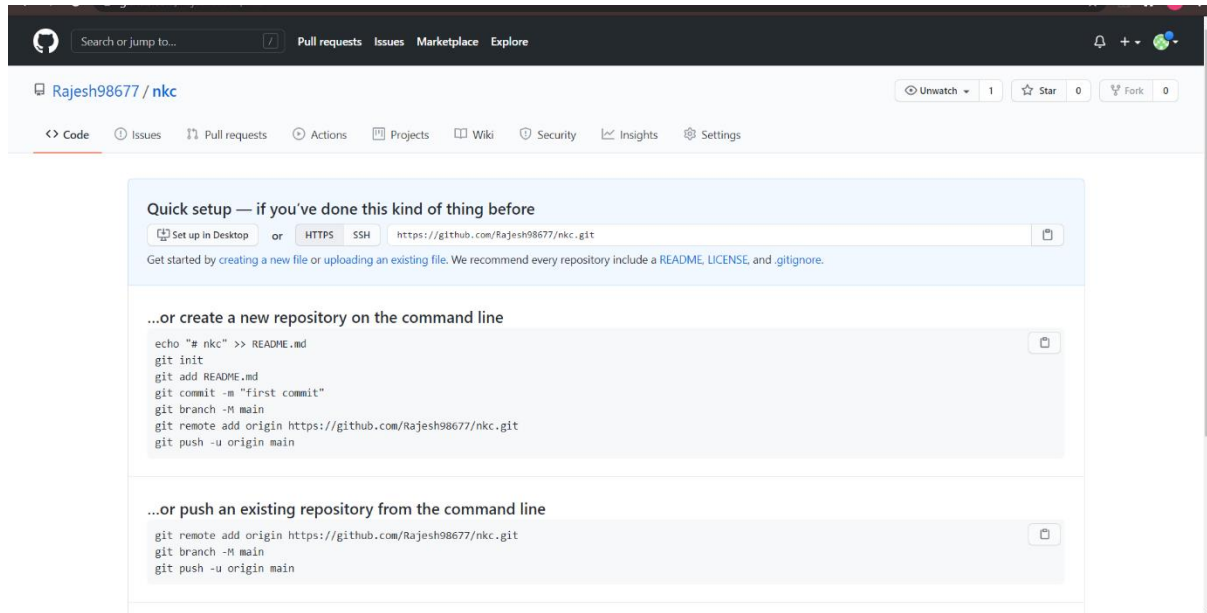 Search or jump to... / Pull requests Issues Marketplace Explore
Rajesh98677 / nkc Unwatch 1 Star 0 Fork 0
<> Code Issues Pull requests Actions Projects Wiki Security Insights Settings
Quick setup — if you've done this kind of thing before
Set up in Desktop or HTTPS SSH https://github.com/Rajesh98677/nkc.git
Get started by creating a new file or uploading an existing file. We recommend every repository include a README, LICENSE, and .gitignore.
...or create a new repository on the command line
echo "# nkc" >> README.md
git init
git add README.md
git commit -m "first commit"
git branch -M main
git remote add origin https://github.com/Rajesh98677/nkc.git
git push -u origin main
...or push an existing repository from the command line
git remote add origin https://github.com/Rajesh98677/nkc.git
git branch -M main
git push -u origin main